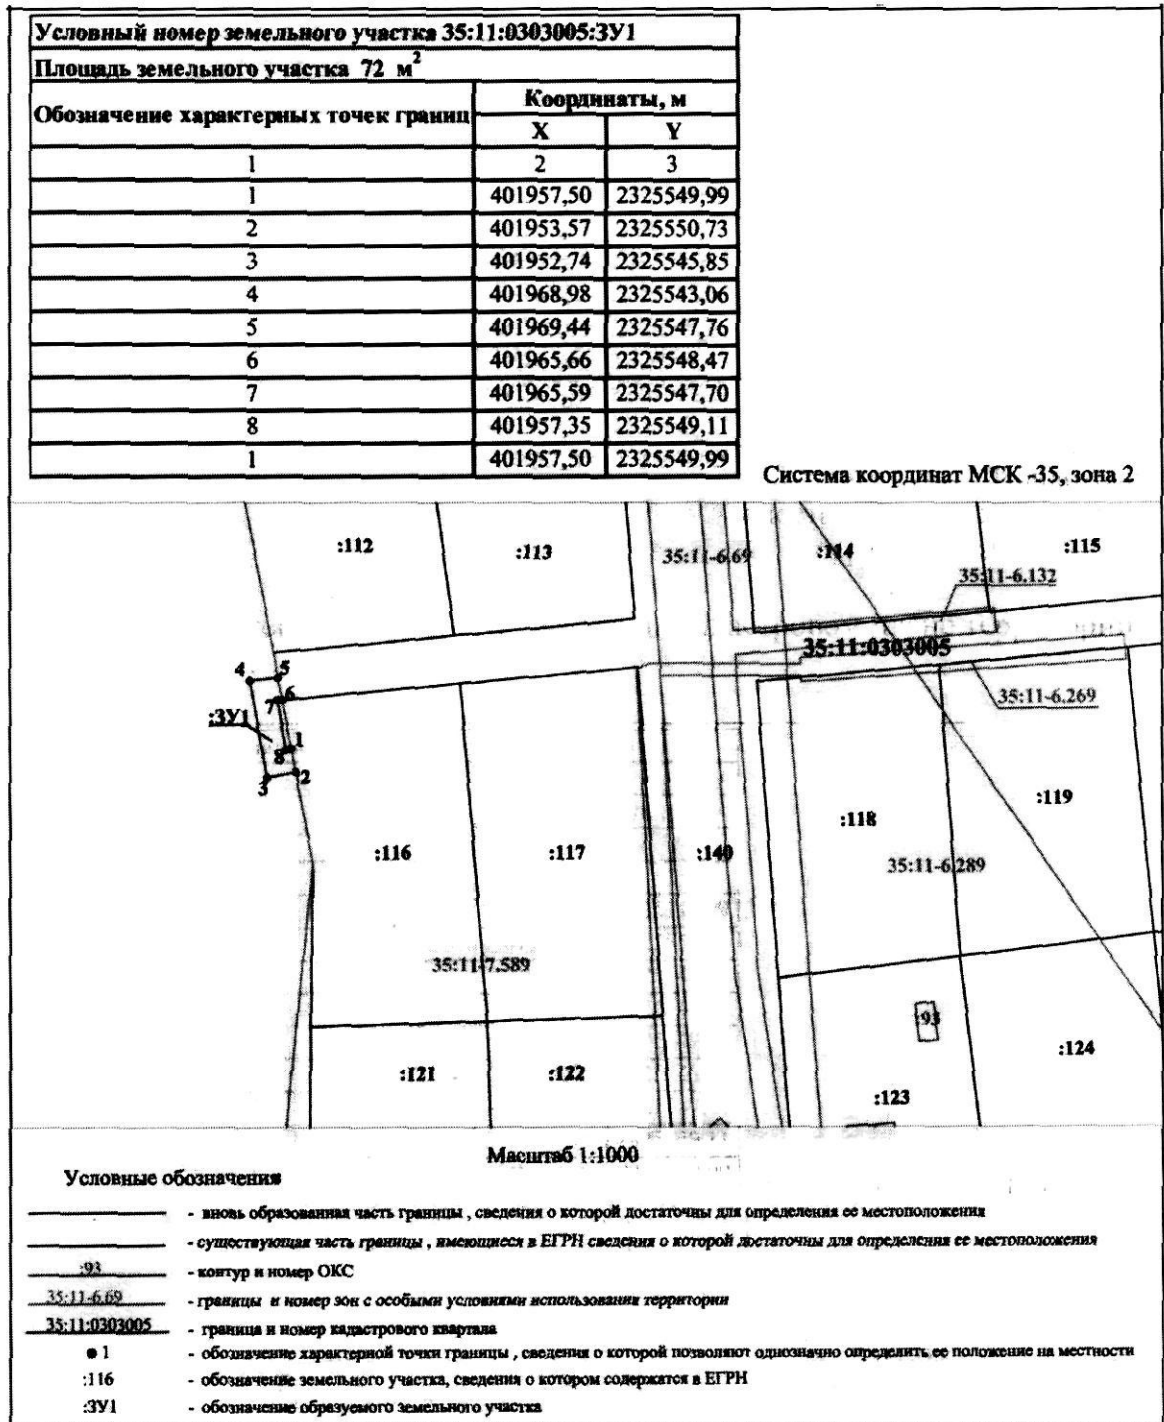 Условный номер земельного участка 35:11:0303005:ЗУ1
Площадь земельного участка 72 м²
Обозначение характерных точек границ Координаты, м
X Y
1 2 3
1 401957,50 2325549,99
2 401953,57 2325550,73
3 401952,74 2325545,85
4 401968,98 2325543,06
5 401969,44 2325547,76
6 401965,66 2325548,47
7 401965,59 2325547,70
8 401957,35 2325549,11
1 401957,50 2325549,99
Система координат МСК -35, зона 2
:112 :113 35:11-6.69 :114 :115
35:11-6.132
35:11:0303005
4 5
35:11-6.269
6
7
:ЗУ1
1
8
2
3
:119
:118
:116 :117 :140
35:11-6.289
35:11-7.589
:93
:124
:121 :122
:123
Масштаб 1:1000
Условные обозначения
- вновь образованная часть границы , сведения о которой достаточны для определения ее местоположения
- существующая часть границы , имеющиеся в ЕГРН сведения о которой достаточны для определения ее местоположения
:93 - контур и номер ОКС
35:11-6.69 - границы и номер зон с особыми условиями использования территории
35:11:0303005 - граница и номер кадастрового квартала
1 - обозначение характерной точки границы , сведения о которой позволяют однозначно определить ее положение на местности
:116 - обозначение земельного участка, сведения о котором содержатся в ЕГРН
:ЗУ1 - обозначение образуемого земельного участка